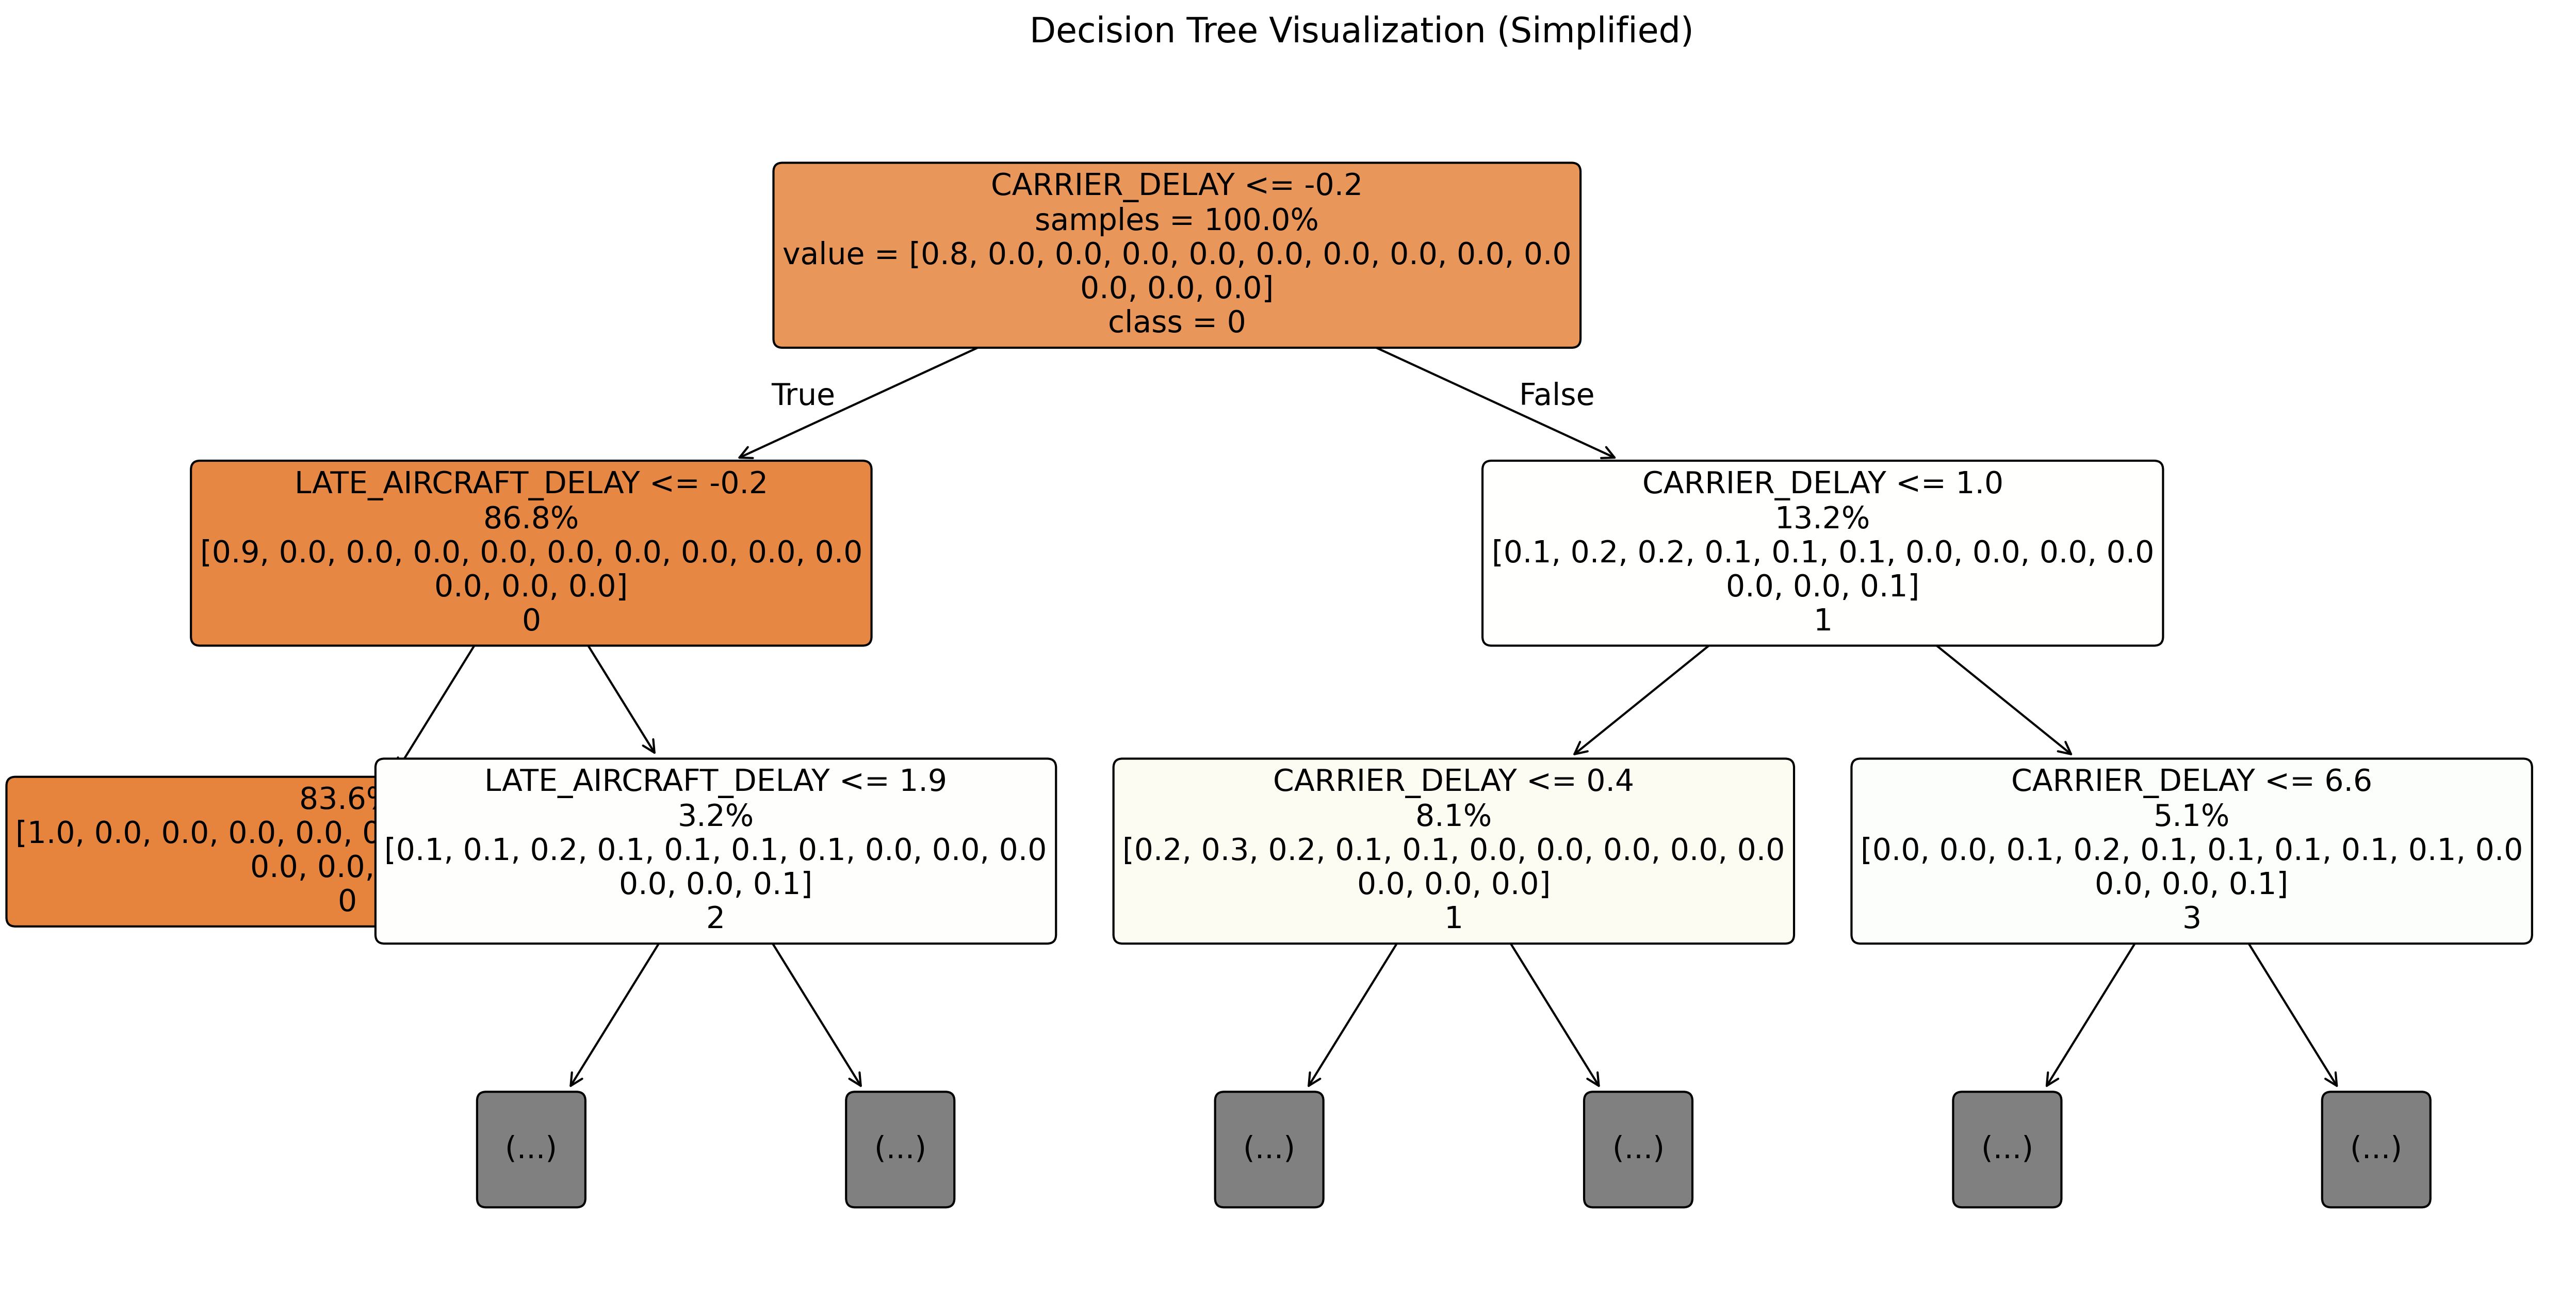 Decision Tree Visualization (Simplified)
CARRIER_DELAY <= -0.2
samples = 100.0%
value = [0.8, 0.0, 0.0, 0.0, 0.0, 0.0, 0.0, 0.0, 0.0, 0.0
0.0, 0.0, 0.0]
class = 0
True
False
LATE_AIRCRAFT_DELAY <= -0.2
86.8%
[0.9, 0.0, 0.0, 0.0, 0.0, 0.0, 0.0, 0.0, 0.0, 0.0
0.0, 0.0, 0.0]
0
CARRIER_DELAY <= 1.0
13.2%
[0.1, 0.2, 0.2, 0.1, 0.1, 0.1, 0.0, 0.0, 0.0, 0.0
0.0, 0.0, 0.1]
1
83.6%
[1.0, 0.0, 0.0, 0.0, 0.0,
0.0, 0.0,
0
LATE_AIRCRAFT_DELAY <= 1.9
3.2%
[0.1, 0.1, 0.2, 0.1, 0.1, 0.1, 0.1, 0.0, 0.0, 0.0
0.0, 0.0, 0.1]
2
CARRIER_DELAY <= 0.4
8.1%
[0.2, 0.3, 0.2, 0.1, 0.1, 0.0, 0.0, 0.0, 0.0, 0.0
0.0, 0.0, 0.0]
1
CARRIER_DELAY <= 6.6
5.1%
[0.0, 0.0, 0.1, 0.2, 0.1, 0.1, 0.1, 0.1, 0.1, 0.0
0.0, 0.0, 0.1]
3
(...)
(...)
(...)
(...)
(...)
(...)